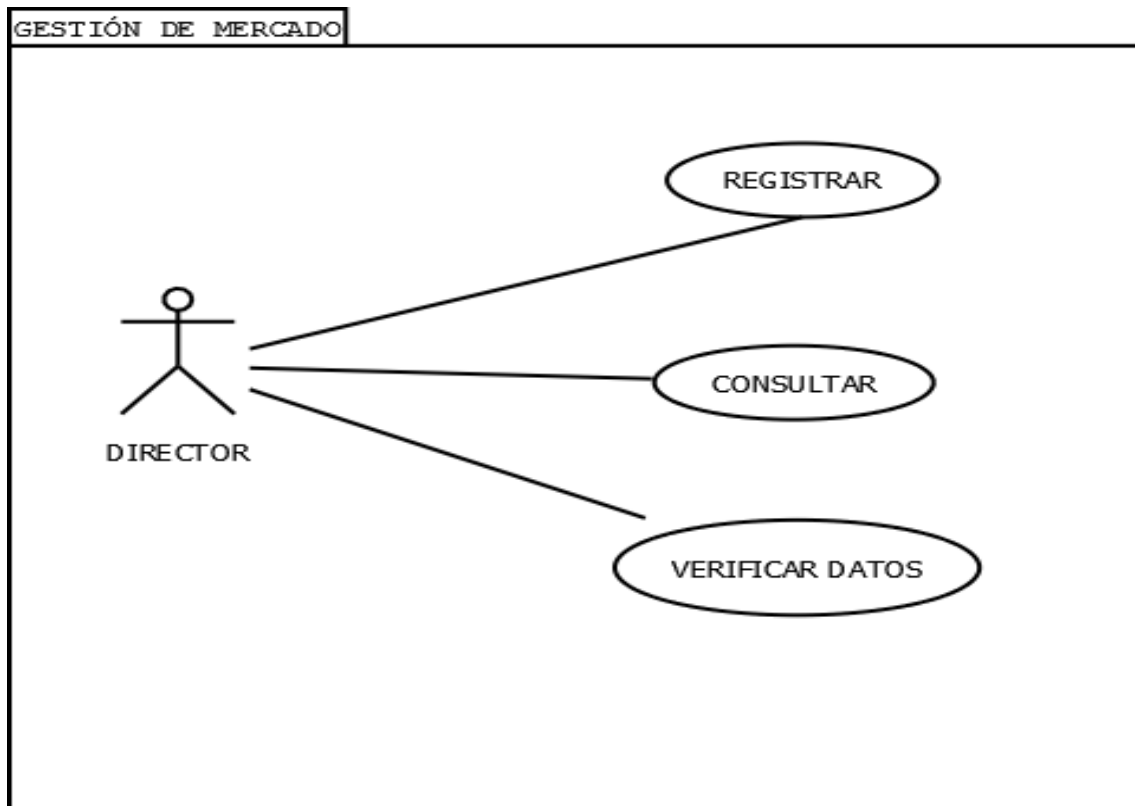 GESTIÓN DE MERCADO
REGISTRAR
CONSULTAR
DIRECTOR
VERIFICAR DATOS